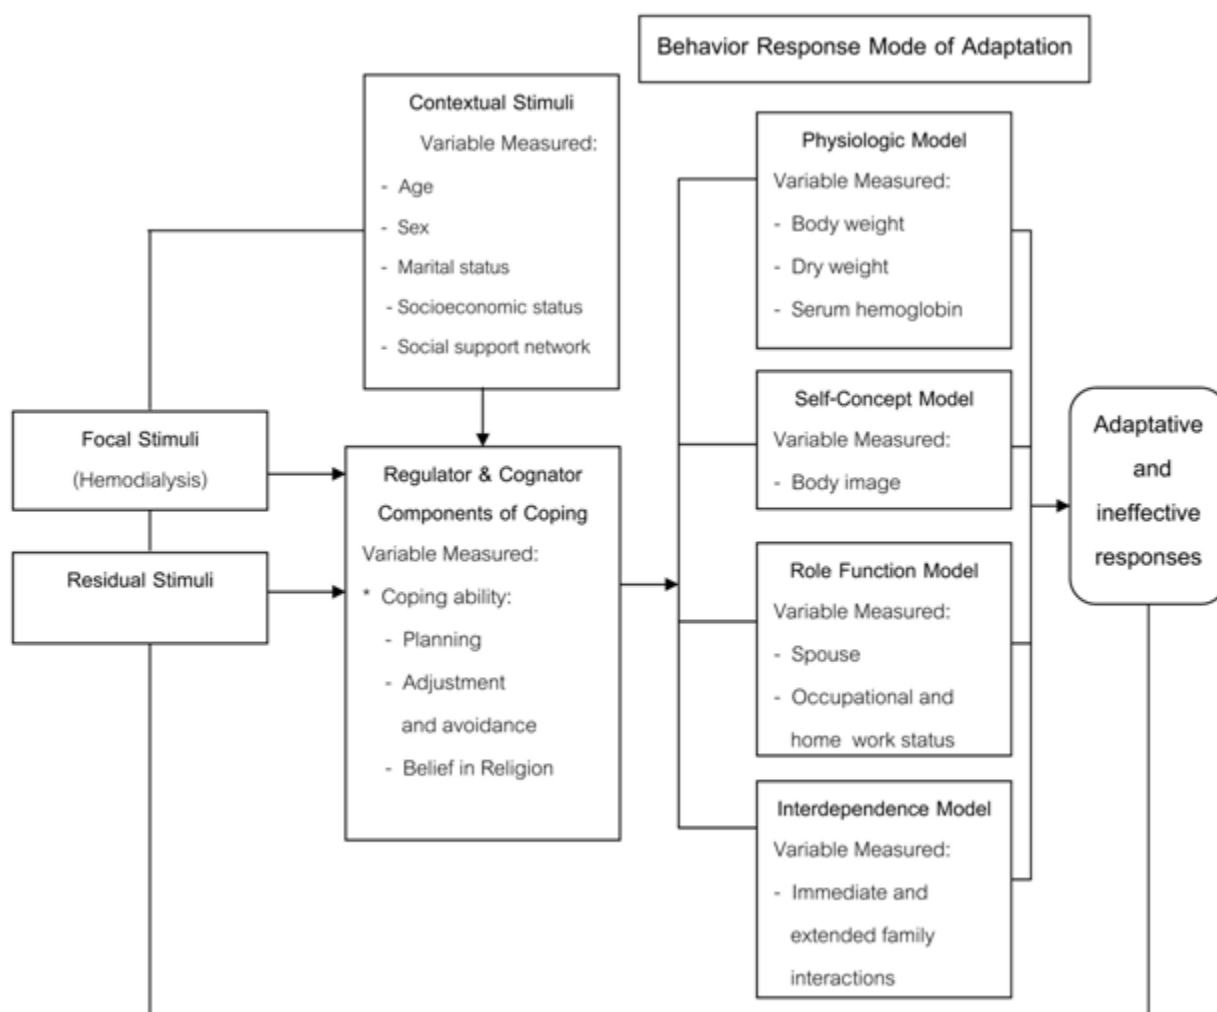 Behavior Response Mode of Adaptation
Contextual Stimuli
Variable Measured:
- Age
- Sex
- Marital status
- Socioeconomic status
- Social support network
Focal Stimuli
(Hemodialysis)
Residual Stimuli
Regulator & Cognator
Components of Coping
Variable Measured:
* Coping ability:
- Planning
- Adjustment
and avoidance
- Belief in Religion
Physiologic Model
Variable Measured:
- Body weight
- Dry weight
- Serum hemoglobin
Self-Concept Model
Variable Measured:
- Body image
Role Function Model
Variable Measured:
- Spouse
- Occupational and
home work status
Interdependence Model
Variable Measured:
- Immediate and
extended family
interactions
Adaptative
and
ineffective
responses